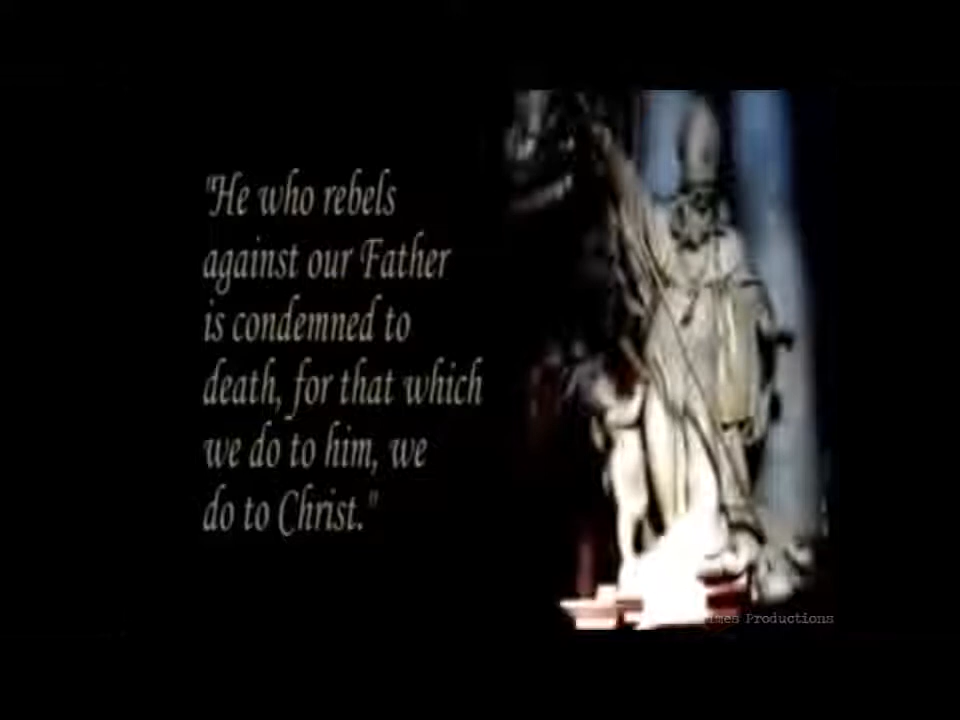 "He who rebels
against our Father
is condemned to
death, for that which
we do to him, we
do to Christ."
Productions